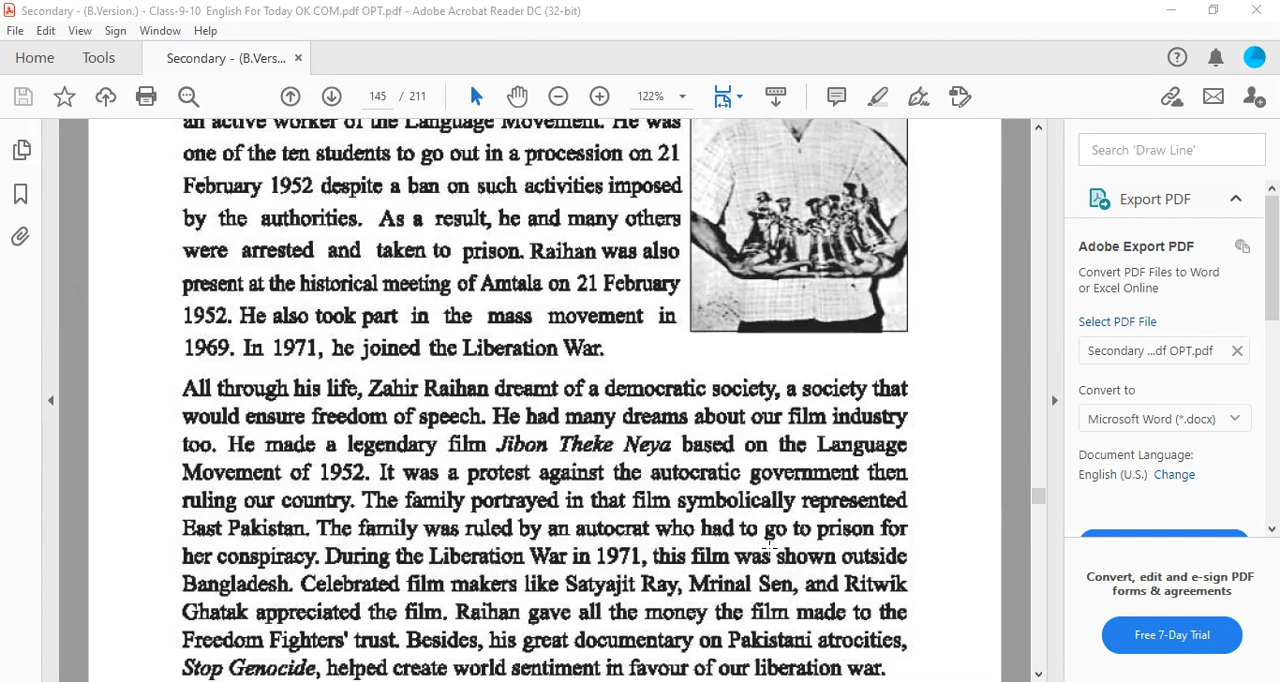 Secondary - (B.Version.) - Class-9-10 English For Today OK COM.pdf OPT.pdf - Adobe Acrobat Reader DC (32-bit)
File Edit View Sign Window Help
Home Tools Secondary - (B.Vers... ×
145 / 211 122%
Search 'Draw Line'
Export PDF
Adobe Export PDF
Convert PDF Files to Word
or Excel Online
Select PDF File
Secondary ...df OPT.pdf
Convert to
Microsoft Word (*.docx)
Document Language:
English (U.S.) Change
Convert, edit and e-sign PDF
forms & agreements
Free 7-Day Trial
an active worker of the Language Movement. He was
one of the ten students to go out in a procession on 21
February 1952 despite a ban on such activities imposed
by the authorities. As a result, he and many others
were arrested and taken to prison. Raihan was also
present at the historical meeting of Amtala on 21 February
1952. He also took part in the mass movement in
1969. In 1971, he joined the Liberation War.
All through his life, Zahir Raihan dreamt of a democratic society, a society that
would ensure freedom of speech. He had many dreams about our film industry
too. He made a legendary film Jibon Theke Neya based on the Language
Movement of 1952. It was a protest against the autocratic government then
ruling our country. The family portrayed in that film symbolically represented
East Pakistan. The family was ruled by an autocrat who had to go to prison for
her conspiracy. During the Liberation War in 1971, this film was shown outside
Bangladesh. Celebrated film makers like Satyajit Ray, Mrinal Sen, and Ritwik
Ghatak appreciated the film. Raihan gave all the money the film made to the
Freedom Fighters' trust. Besides, his great documentary on Pakistani atrocities,
Stop Genocide, helped create world sentiment in favour of our liberation war.